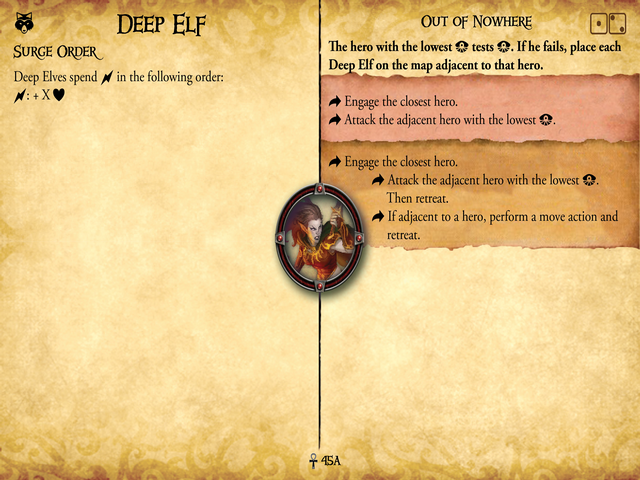 Deep Elf
Surge Order
Deep Elves spend in the following order:
: + X
Out of Nowhere
The hero with the lowest tests . If he fails, place each
Deep Elf on the map adjacent to that hero.
Engage the closest hero.
Attack the adjacent hero with the lowest .
Engage the closest hero.
Attack the adjacent hero with the lowest .
Then retreat.
If adjacent to a hero, perform a move action and
retreat.
45A